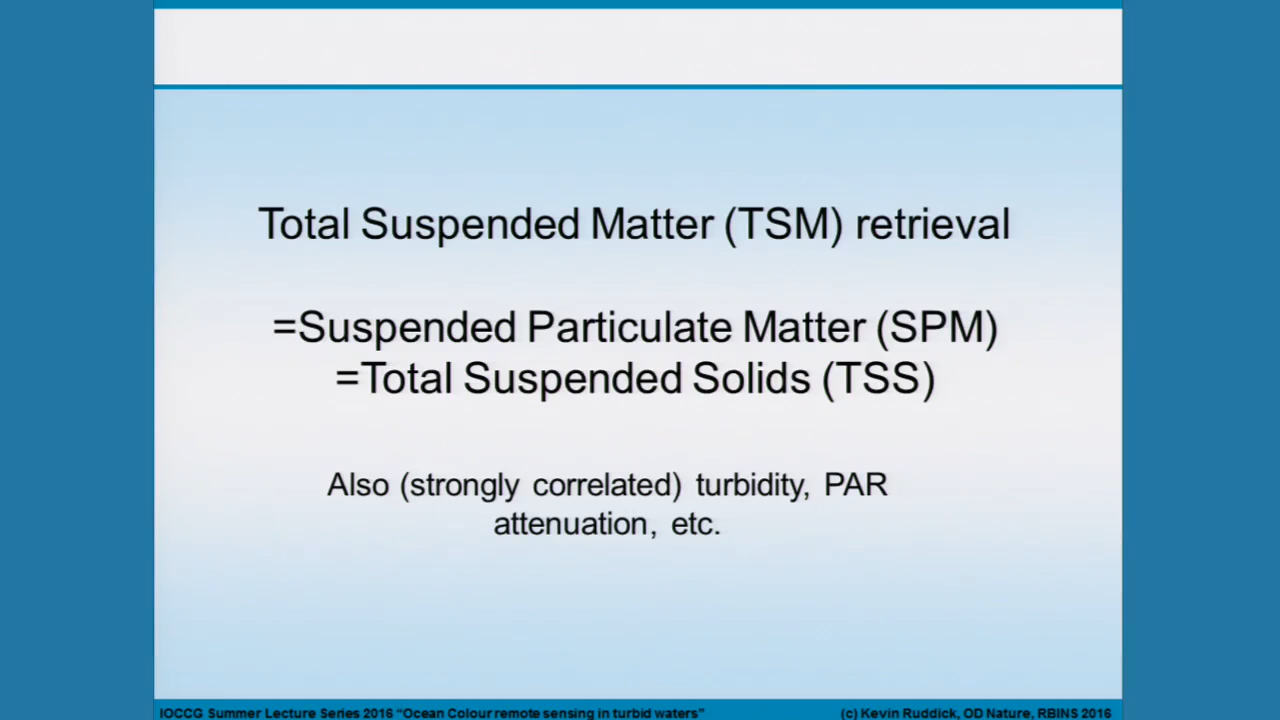 Total Suspended Matter (TSM) retrieval
=Suspended Particulate Matter (SPM)
=Total Suspended Solids (TSS)
Also (strongly correlated) turbidity, PAR
attenuation, etc.
IOCCG Summer Lecture Series 2016 “Ocean Colour remote sensing in turbid waters”
(c) Kevin Ruddick, OD Nature, RBINS 2016